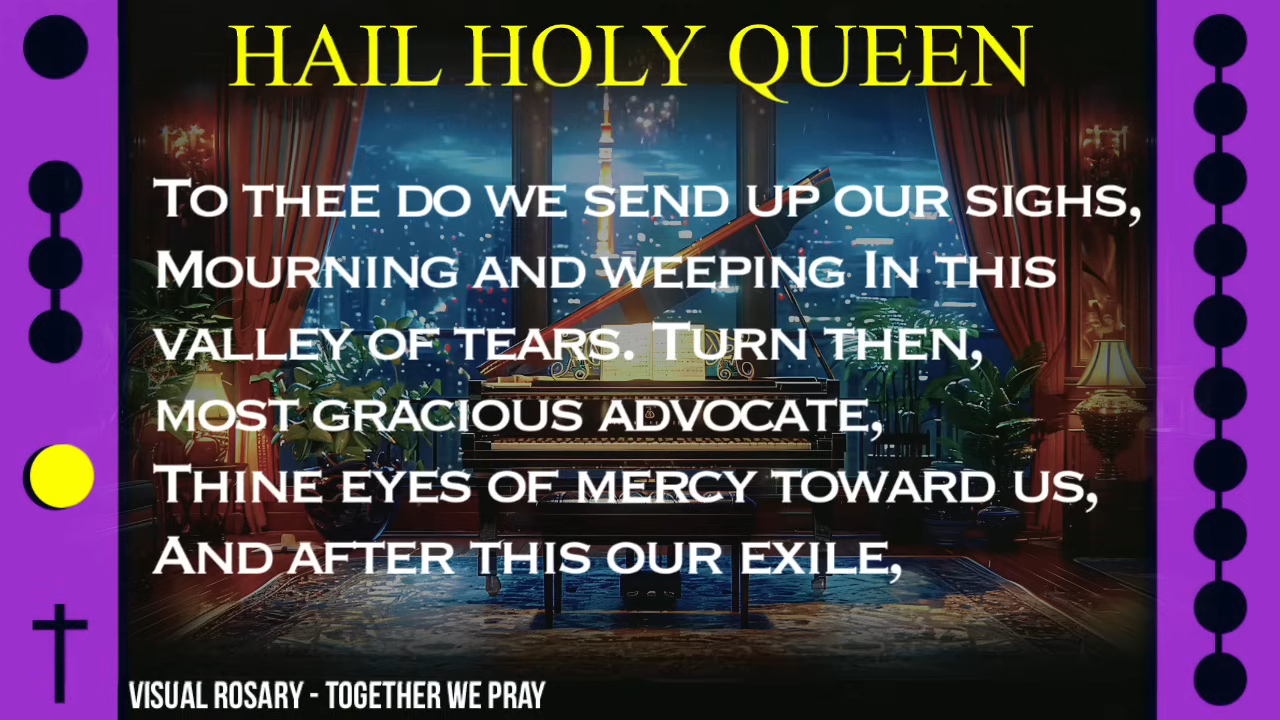 HAIL HOLY QUEEN
To thee do we send up our sighs,
Mourning and weeping In this
valley of tears. Turn then,
most gracious advocate,
Thine eyes of mercy toward us,
And after this our exile,
VISUAL ROSARY - TOGETHER WE PRAY